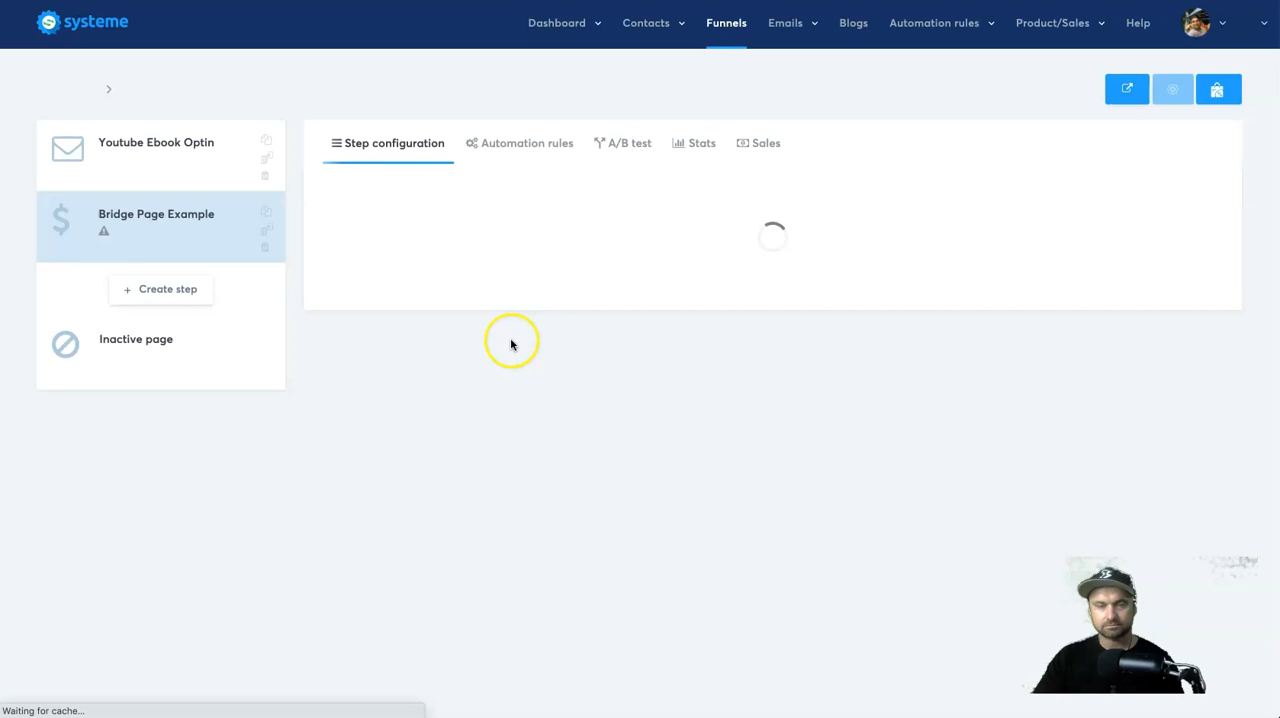 systeme
Dashboard
Contacts
Funnels
Emails
Blogs
Automation rules
Product/Sales
Help
Youtube Ebook Optin
Bridge Page Example
+ Create step
Inactive page
Step configuration
Automation rules
A/B test
Stats
Sales
Waiting for cache...